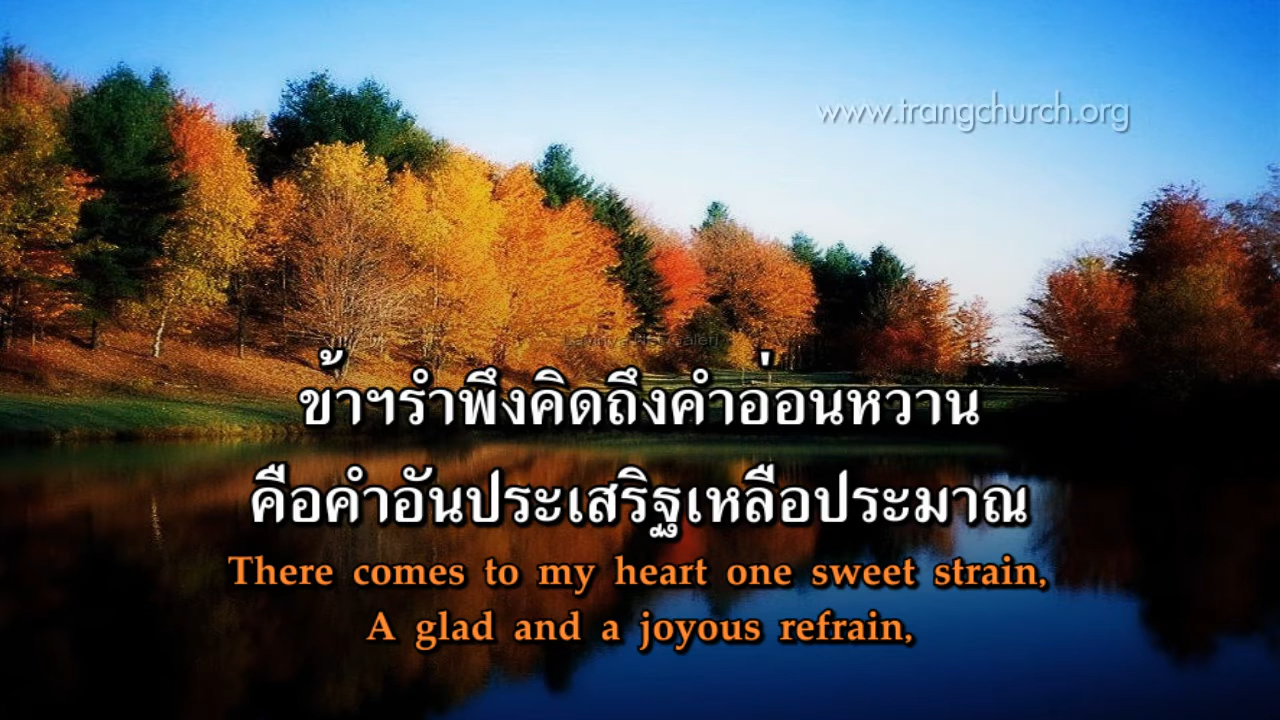 www.trangchurch.org
ข้าฯรำพึงคิดถึงคำอ่อนหวาน
คือคำอันประเสริฐเหลือประมาณ
There comes to my heart one sweet strain,
A glad and a joyous refrain,